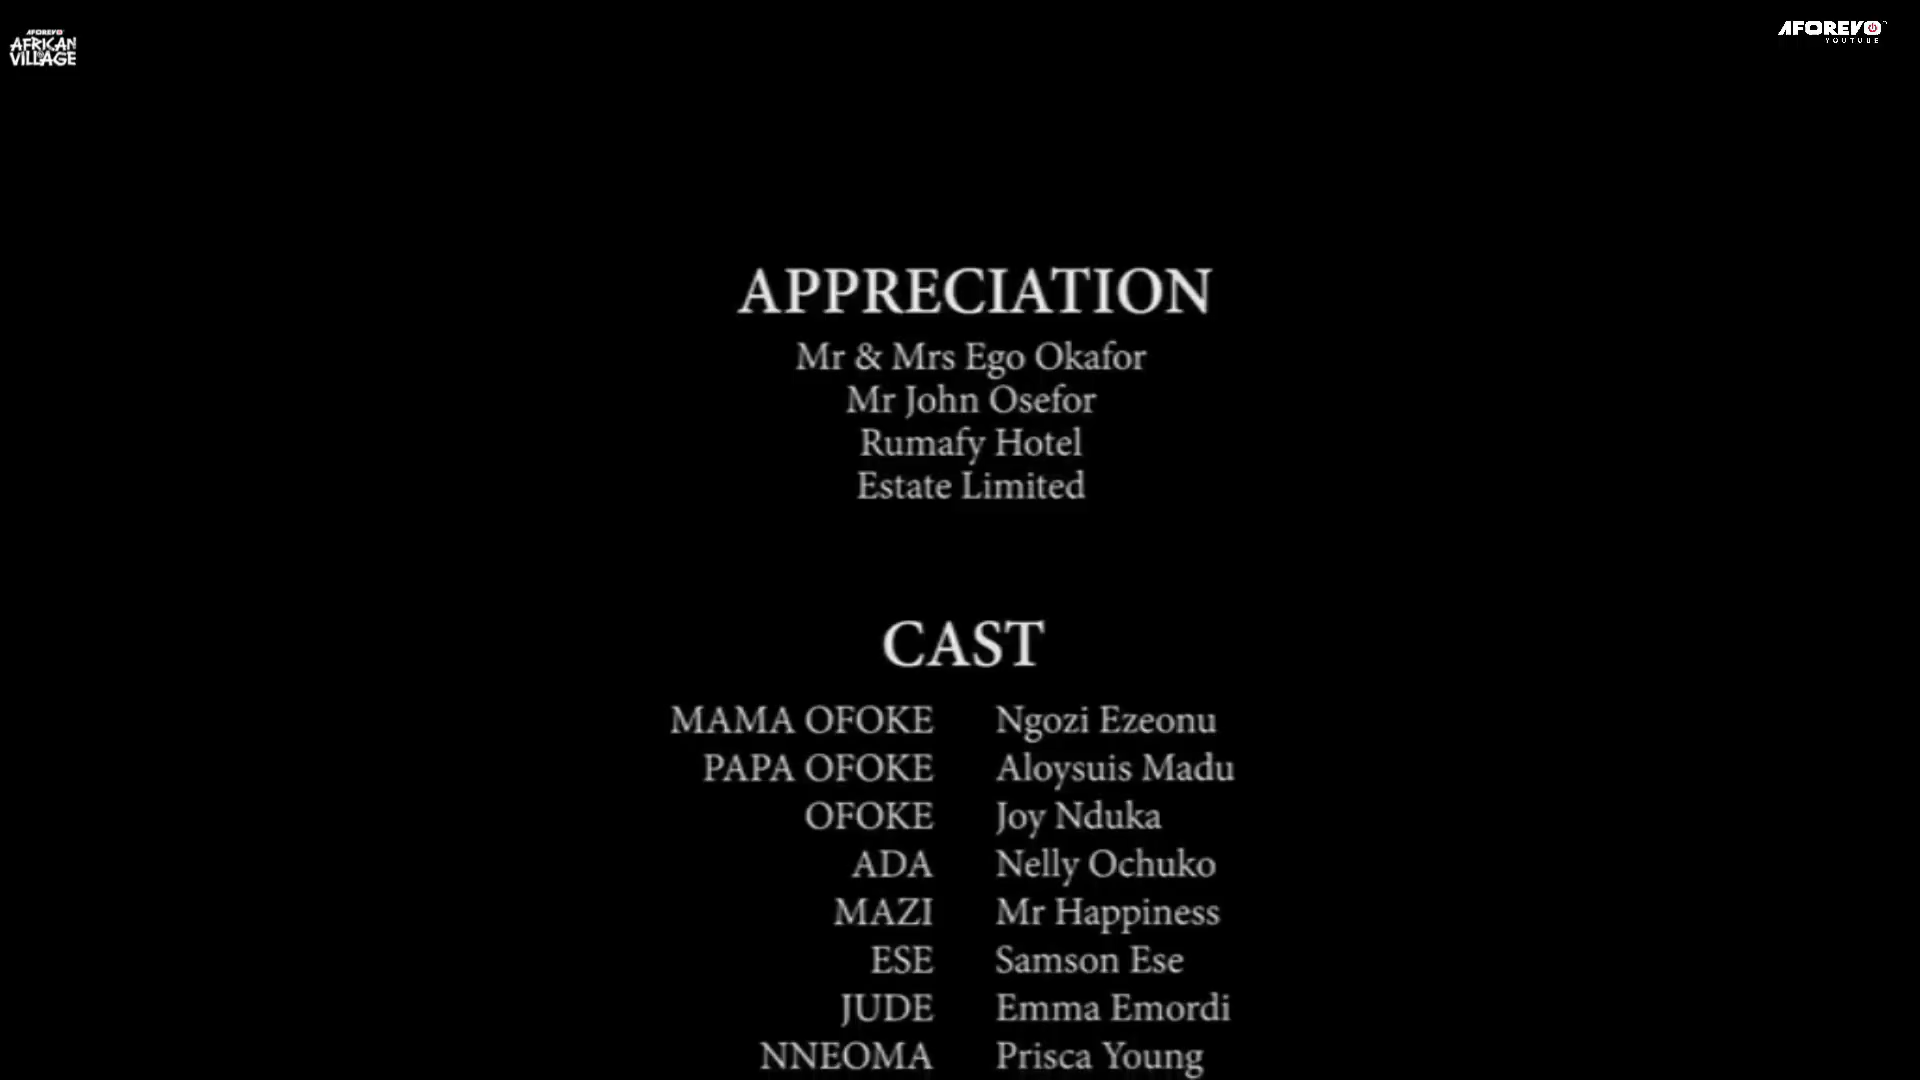 AFOREVO
AFRICAN
VILLAGE
AFOREVO
YOUTUBE
APPRECIATION
Mr & Mrs Ego Okafor
Mr John Osefor
Rumafy Hotel
Estate Limited
CAST
MAMA OFOKE Ngozi Ezeonu
PAPA OFOKE Aloysuis Madu
OFOKE Joy Nduka
ADA Nelly Ochuko
MAZI Mr Happiness
ESE Samson Ese
JUDE Emma Emordi
NNEOMA Prisca Young